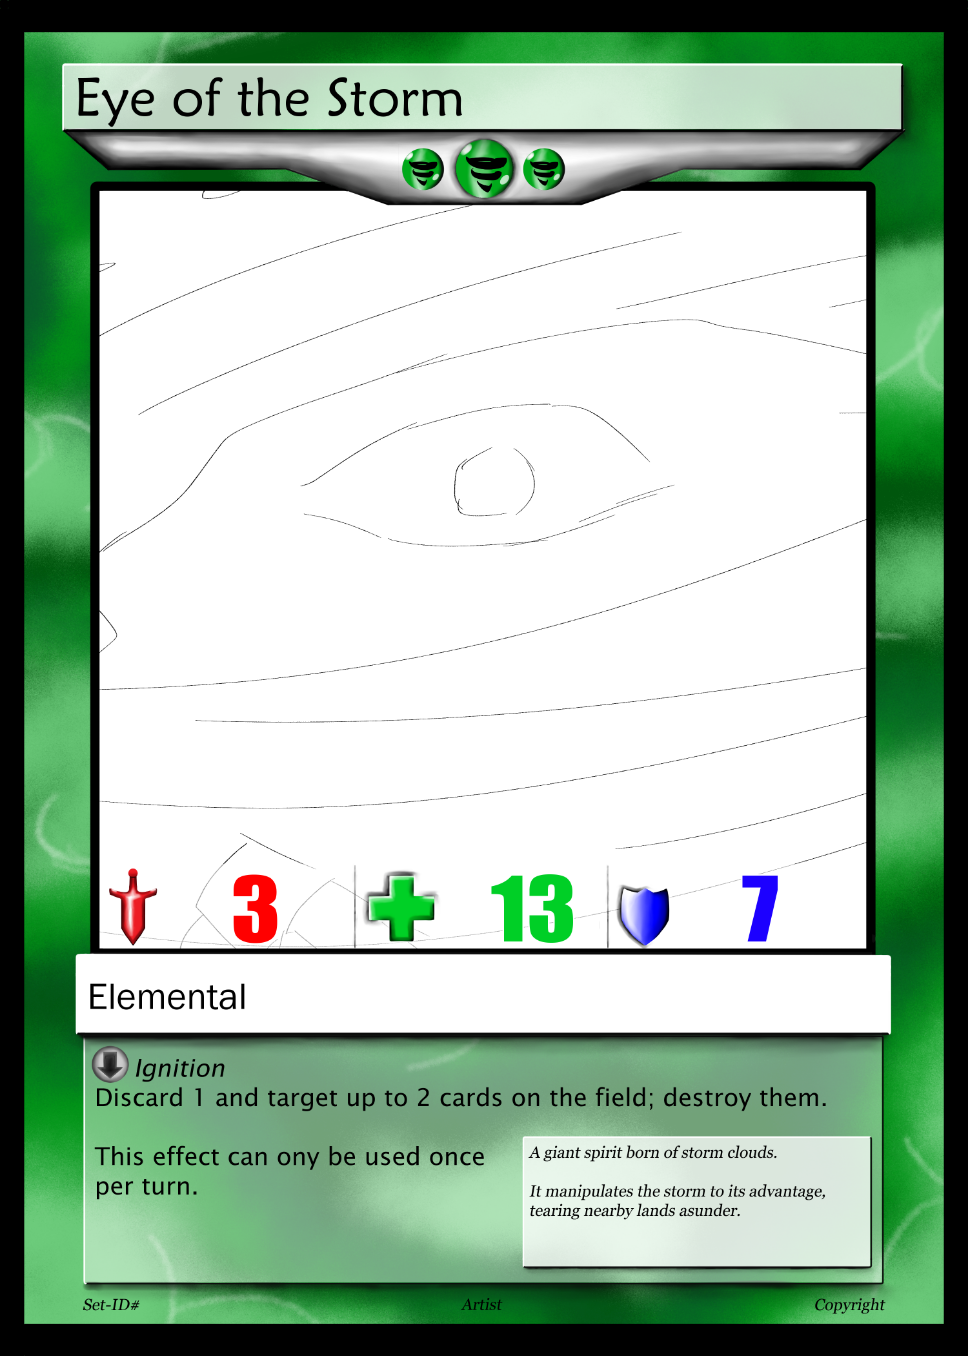 Eye of the Storm
3
13
7
Elemental
Ignition
Discard 1 and target up to 2 cards on the field; destroy them.
This effect can ony be used once
per turn.
A giant spirit born of storm clouds.
It manipulates the storm to its advantage,
tearing nearby lands asunder.
Set-ID#
Artist
Copyright